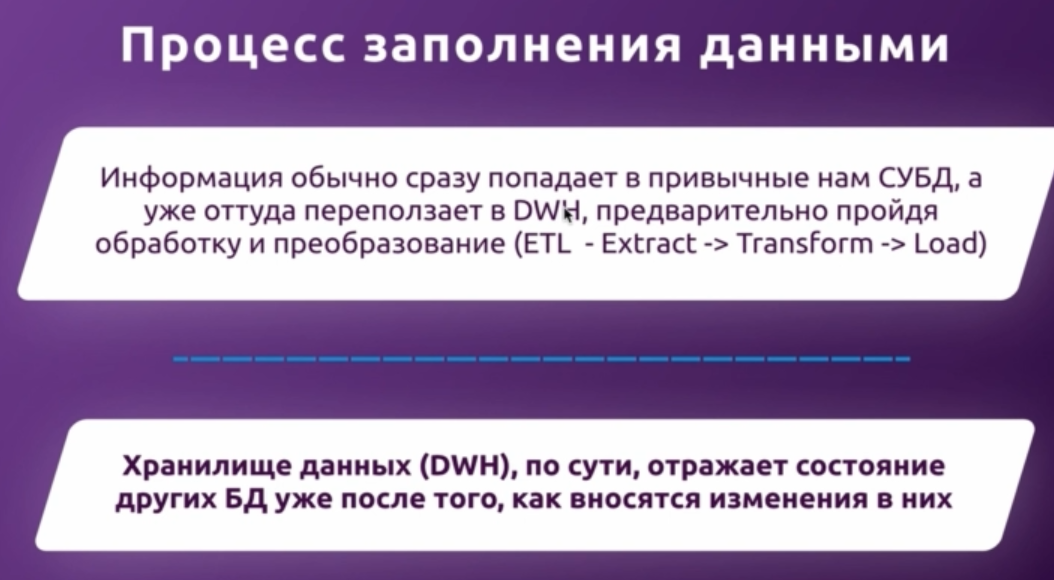 Процесс заполнения данными
Информация обычно сразу попадает в привычные нам СУБД, а
уже оттуда переползает в DWH, предварительно пройдя
обработку и преобразование (ETL - Extract -> Transform -> Load)
Хранилище данных (DWH), по сути, отражает состояние
других БД уже после того, как вносятся изменения в них